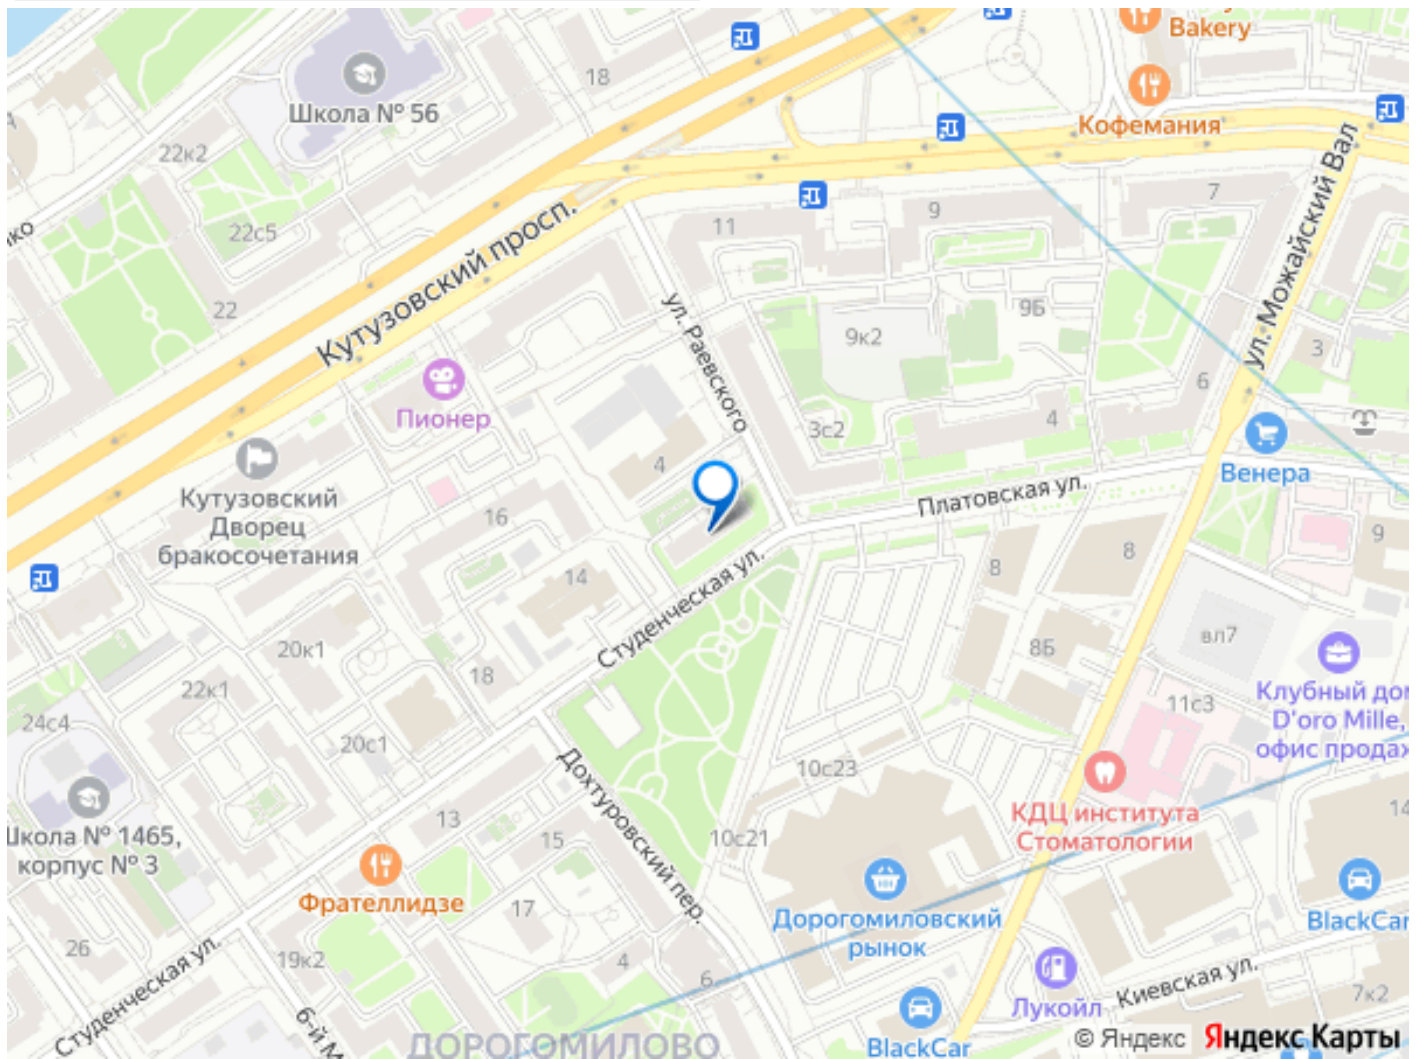 Bakery
18
Школа № 56
Кофемания
22к2
ул. Можайский Вал
7
9
11
22с5
Кутузовский просп.
22
ул. Раевского
9Б
9к2
3
6
Пионер
3с2
4
4
Венера
Кутузовский
Дворец
бракосочетания
16
Платовская ул.
9
8
8
14
Студенческая ул.
вл7
20к1
8Б
18
22к1
11с3
Клубный дом
D'oro Mille,
офис продаж
24с4
20с1
10с23
Дохтуровский пер.
КДЦ института
Стоматологии
14
13
15
10с21
Школа № 1465,
корпус № 3
Фрателлидзе
17
Дорогомиловский
рынок
BlackCar
26
19к2
4
6
Студенческая ул.
6-й М
Лукойл
Киевская ул.
7к2
ДОРОГОМИЛОВО
BlackCar
© Яндекс Яндекс Карты